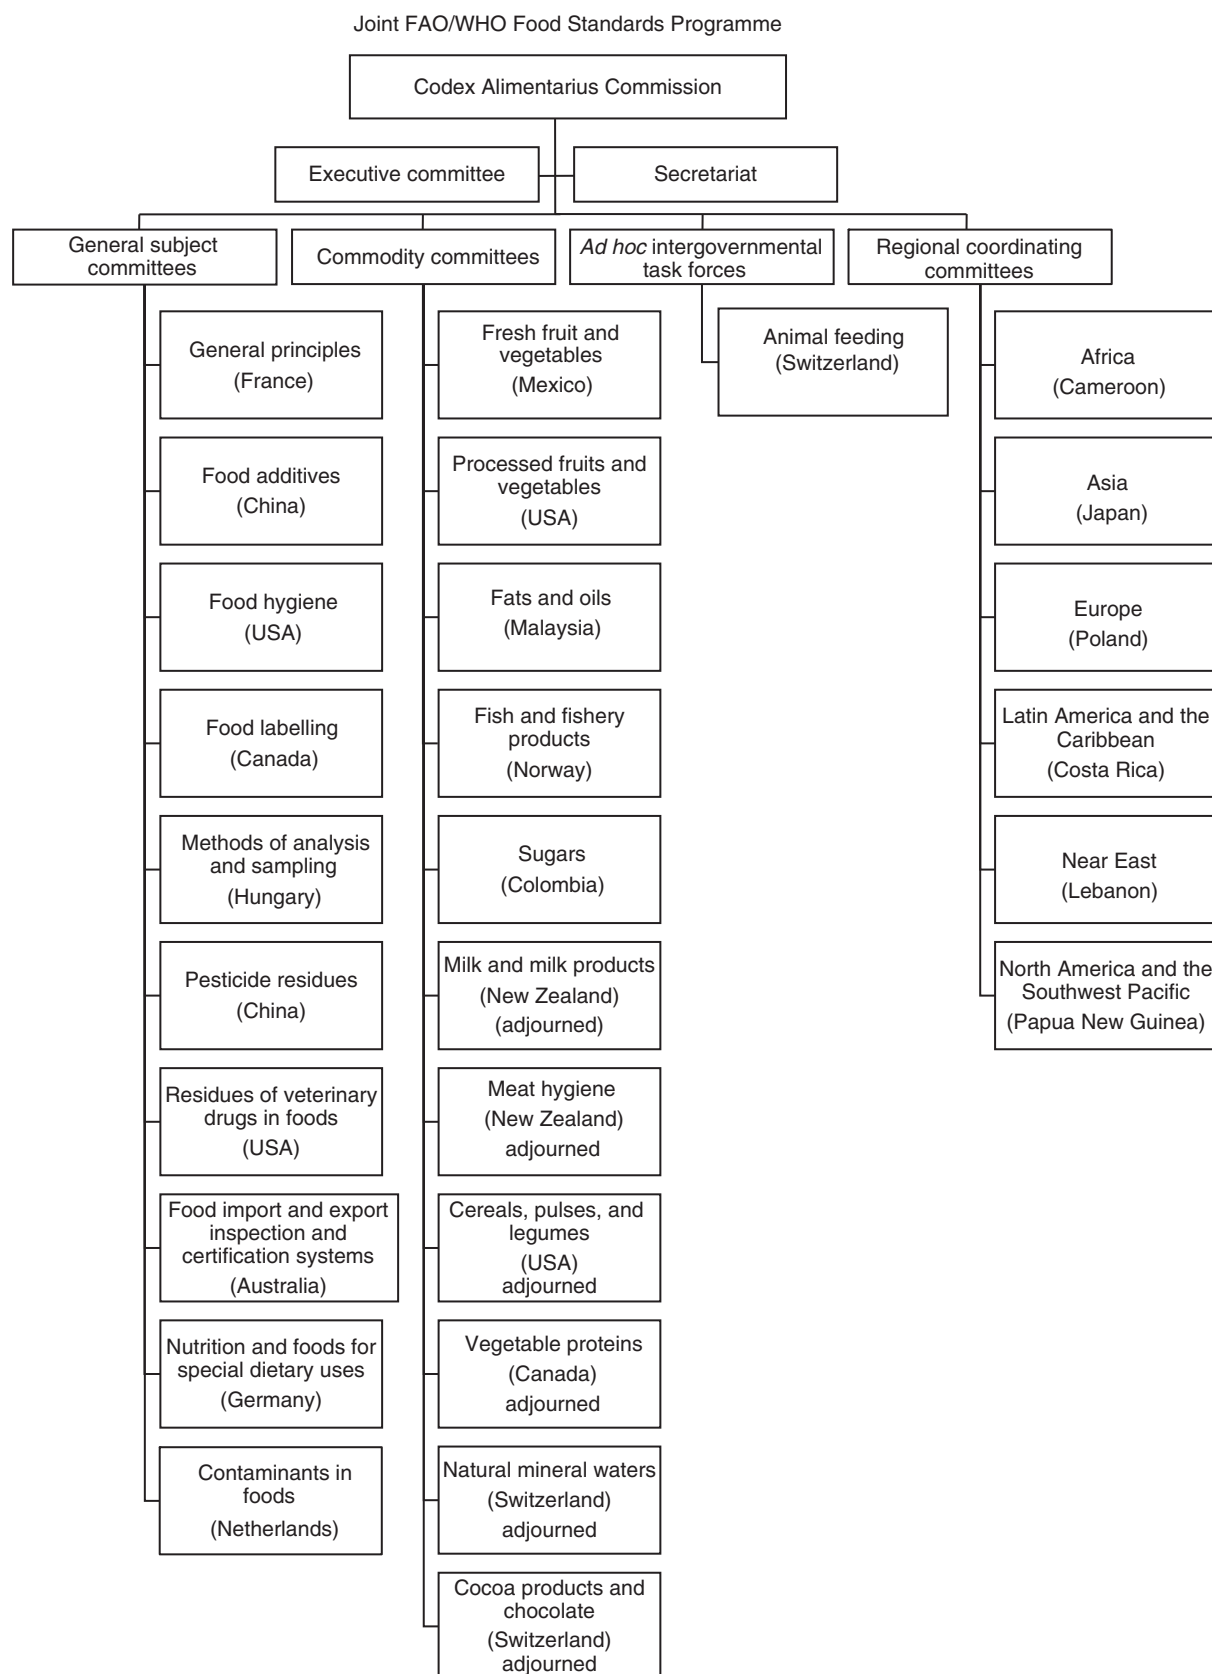 Joint FAO/WHO Food Standards Programme
Codex Alimentarius Commission
Executive committee
Secretariat
General subject
committees
Commodity committees
Ad hoc intergovernmental
task forces
Regional coordinating
committees
General principles
(France)
Food additives
(China)
Food hygiene
(USA)
Food labelling
(Canada)
Methods of analysis
and sampling
(Hungary)
Pesticide residues
(China)
Residues of veterinary
drugs in foods
(USA)
Food import and export
inspection and
certification systems
(Australia)
Nutrition and foods for
special dietary uses
(Germany)
Contaminants in
foods
(Netherlands)
Fresh fruit and
vegetables
(Mexico)
Processed fruits and
vegetables
(USA)
Fats and oils
(Malaysia)
Fish and fishery
products
(Norway)
Sugars
(Colombia)
Milk and milk products
(New Zealand)
(adjourned)
Meat hygiene
(New Zealand)
adjourned
Cereals, pulses, and
legumes
(USA)
adjourned
Vegetable proteins
(Canada)
adjourned
Natural mineral waters
(Switzerland)
adjourned
Cocoa products and
chocolate
(Switzerland)
adjourned
Animal feeding
(Switzerland)
Africa
(Cameroon)
Asia
(Japan)
Europe
(Poland)
Latin America and the
Caribbean
(Costa Rica)
Near East
(Lebanon)
North America and the
Southwest Pacific
(Papua New Guinea)